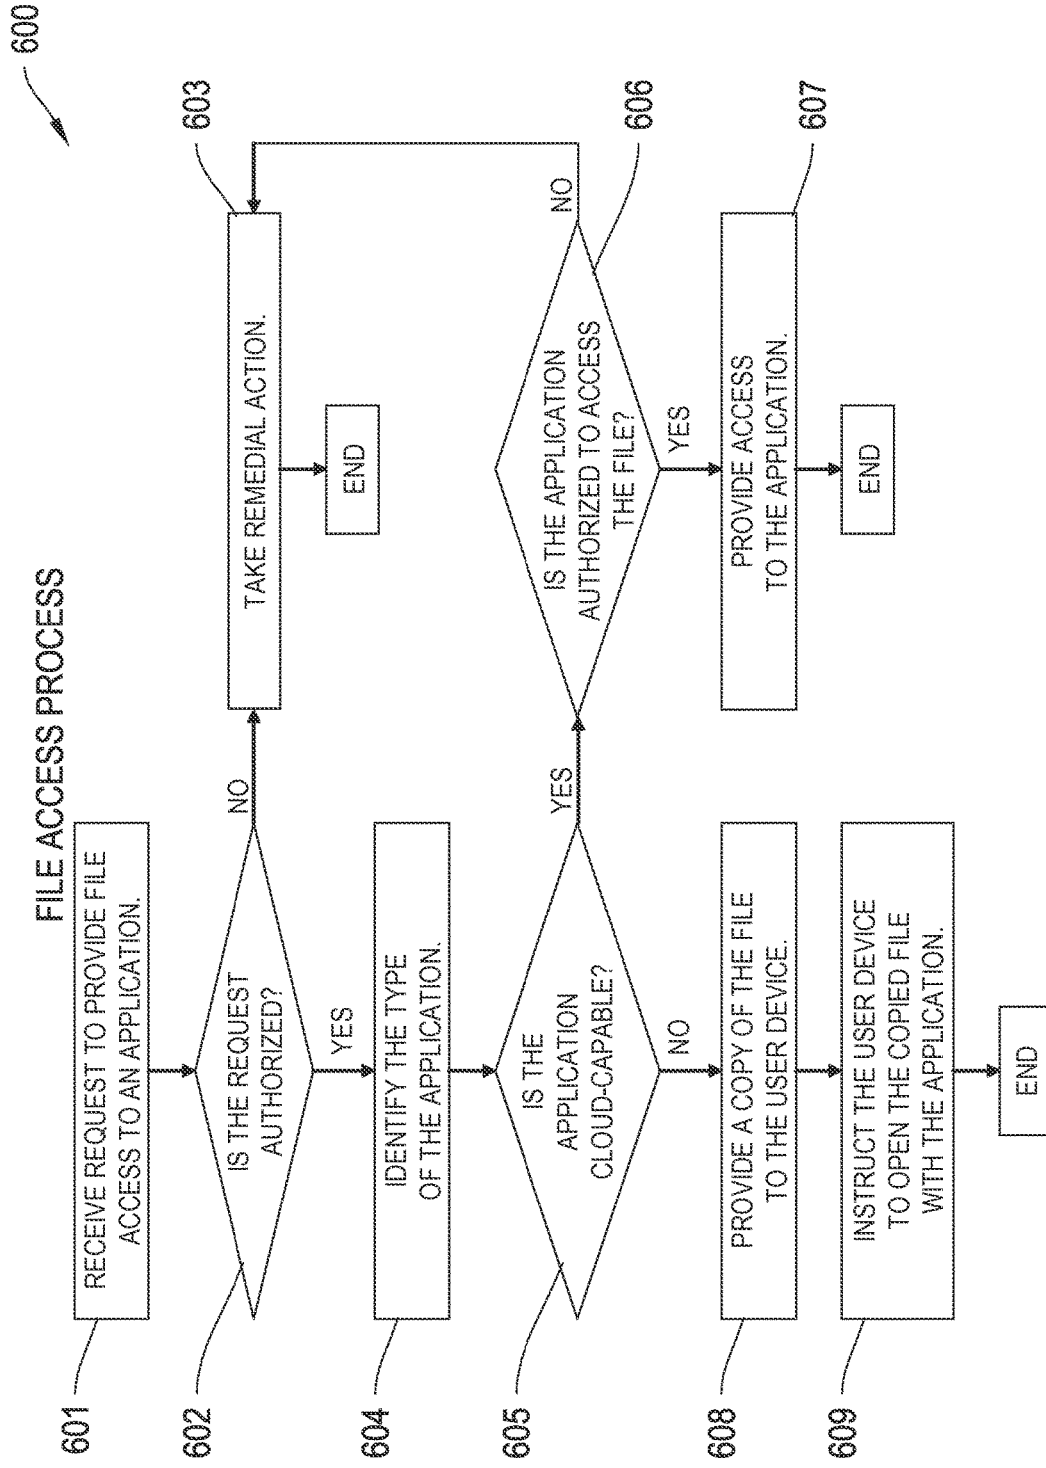 600
FILE ACCESS PROCESS
601
RECEIVE REQUEST TO PROVIDE FILE
ACCESS TO AN APPLICATION.
602
IS THE REQUEST
AUTHORIZED?
NO
YES
603
TAKE REMEDIAL ACTION.
END
604
IDENTIFY THE TYPE
OF THE APPLICATION.
605
IS THE
APPLICATION
CLOUD-CAPABLE?
YES
NO
606
IS THE APPLICATION
AUTHORIZED TO ACCESS
THE FILE?
NO
YES
607
PROVIDE ACCESS
TO THE APPLICATION.
END
608
PROVIDE A COPY OF THE FILE
TO THE USER DEVICE.
609
INSTRUCT THE USER DEVICE
TO OPEN THE COPIED FILE
WITH THE APPLICATION.
END